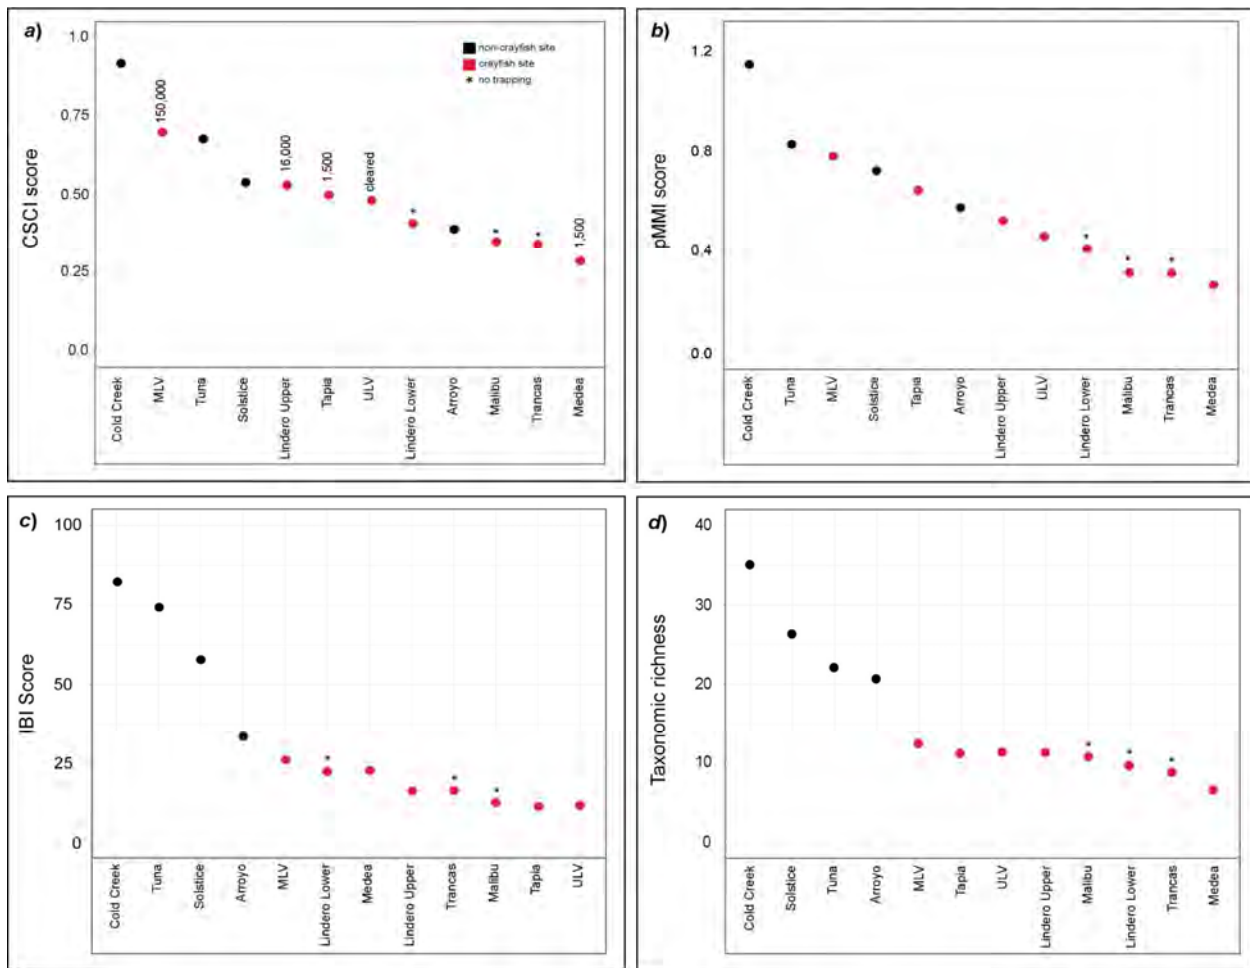 a)
1.0
0.75
0.50
0.25
0.0
CSCI score
non-crayfish site
crayfish site
* no trapping
150,000
16,000
1,500
cleared
*
*
*
1,500
Cold Creek
MLV
Tuna
Solstice
Lindero Upper
Tapia
ULV
Lindero Lower
Arroyo
Malibu
Trancas
Medea
b)
1.2
0.8
0.4
0.0
pMMI score
*
*
*
Cold Creek
Tuna
MLV
Solstice
Tapia
Arroyo
Lindero Upper
ULV
Lindero Lower
Malibu
Trancas
Medea
c)
100
75
50
25
0
IBI Score
*
*
*
Cold Creek
Tuna
Solstice
Arroyo
MLV
Lindero Lower
Medea
Lindero Upper
Trancas
Malibu
Tapia
ULV
d)
40
30
20
10
0
Taxonomic richness
*
*
*
Cold Creek
Solstice
Tuna
Arroyo
MLV
Tapia
ULV
Lindero Upper
Malibu
Lindero Lower
Trancas
Medea